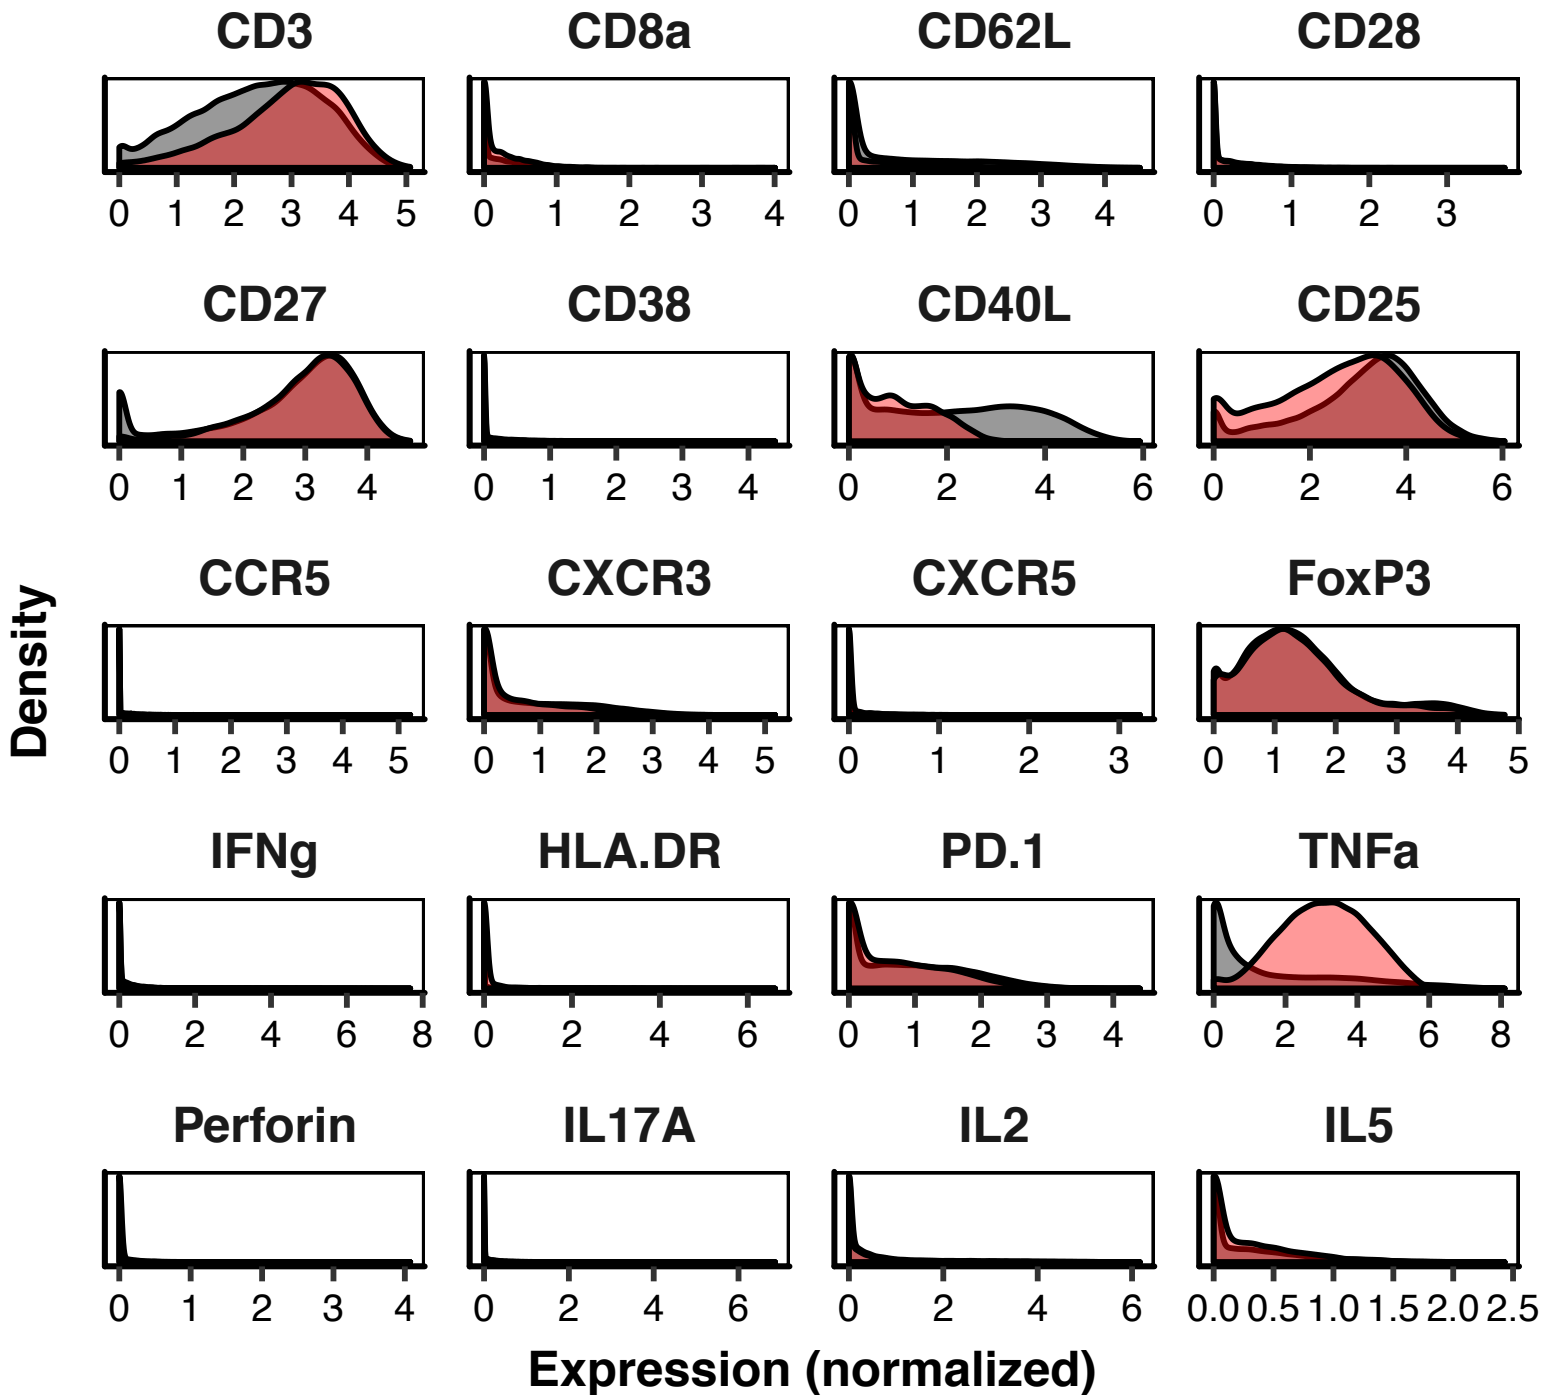 CD3 CD8a CD62L CD28
0 1 2 3 4 5 0 1 2 3 4 0 1 2 3 4 0 1 2 3
CD27 CD38 CD40L CD25
0 1 2 3 4 0 1 2 3 4 0 2 4 6 0 2 4 6
CCR5 CXCR3 CXCR5 FoxP3
0 1 2 3 4 5 0 1 2 3 4 5 0 1 2 3 0 1 2 3 4 5
Density
IFNg HLA.DR PD.1 TNFa
0 2 4 6 8 0 2 4 6 0 1 2 3 4 0 2 4 6 8
Perforin IL17A IL2 IL5
0 1 2 3 4 0 2 4 6 0 2 4 6 0.0 0.5 1.0 1.5 2.0 2.5
Expression (normalized)